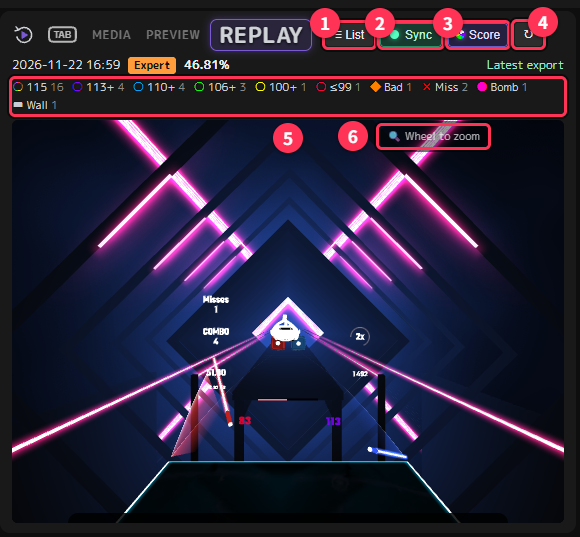 1 2 3 4
TAB MEDIA PREVIEW REPLAY ≡ List Sync Score ↻
2026-11-22 16:59 Expert 46.81% Latest export
115 16 113+ 4 110+ 4 106+ 3 100+ 1 ≤99 1 Bad 1 Miss 2 Bomb 1
Wall 1
5 6 Wheel to zoom
Misses
1
COMBO
4
2x
1492
93 113